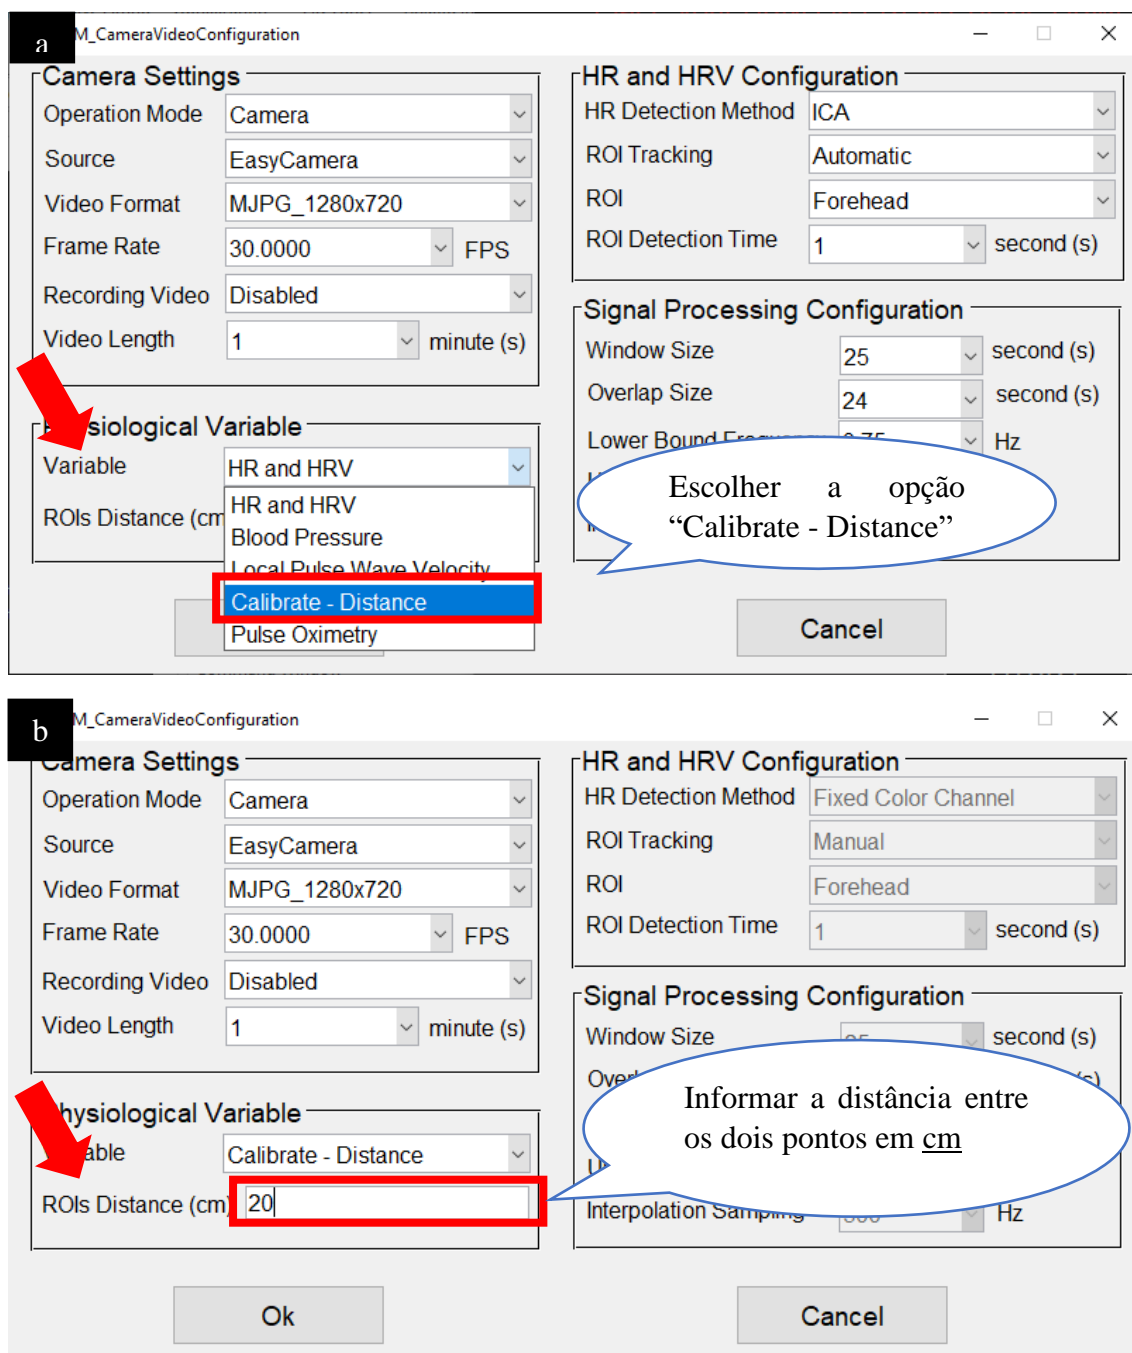 a
M_CameraVideoConfiguration
Camera Settings
Operation Mode Camera
Source EasyCamera
Video Format MJPG_1280x720
Frame Rate 30.0000 FPS
Recording Video Disabled
Video Length 1 minute (s)
HR and HRV Configuration
HR Detection Method ICA
ROI Tracking Automatic
ROI Forehead
ROI Detection Time 1 second (s)
Signal Processing Configuration
Window Size 25 second (s)
Overlap Size 24 second (s)
Lower Bound Hz
siological Variable
Variable HR and HRV
ROIs Distance (cm
HR and HRV
Blood Pressure
Local Pulse Wave Velocity
Calibrate - Distance
Pulse Oximetry
Escolher a opção
“Calibrate - Distance”
Cancel
b
M_CameraVideoConfiguration
Camera Settings
Operation Mode Camera
Source EasyCamera
Video Format MJPG_1280x720
Frame Rate 30.0000 FPS
Recording Video Disabled
Video Length 1 minute (s)
HR and HRV Configuration
HR Detection Method Fixed Color Channel
ROI Tracking Manual
ROI Forehead
ROI Detection Time 1 second (s)
Signal Processing Configuration
Window Size second (s)
hysiological Variable
able Calibrate - Distance
ROIs Distance (cm) 20
Informar a distância entre
os dois pontos em cm
Interpolation Sampling Hz
Ok
Cancel